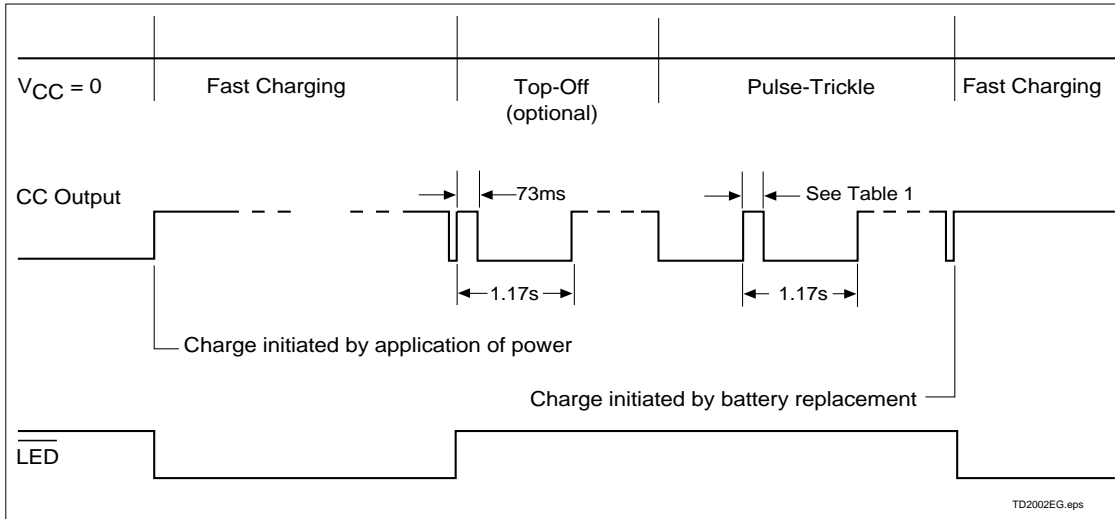 VCC = 0 Fast Charging Top-Off (optional) Pulse-Trickle Fast Charging
CC Output 73ms See Table 1
1.17s 1.17s
Charge initiated by application of power
Charge initiated by battery replacement
LED
TD2002EG.eps